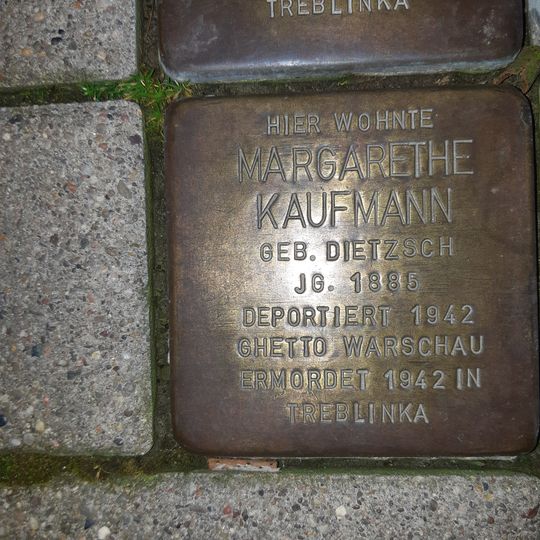 TREBLINKA
HIER WOHNTE
MARGARETHE
KAUFMANN
GEB. DIETZSCH
JG. 1885
DEPORTIERT 1942
GHETTO WARSCHAU
ERMORDET 1942 IN
TREBLINKA